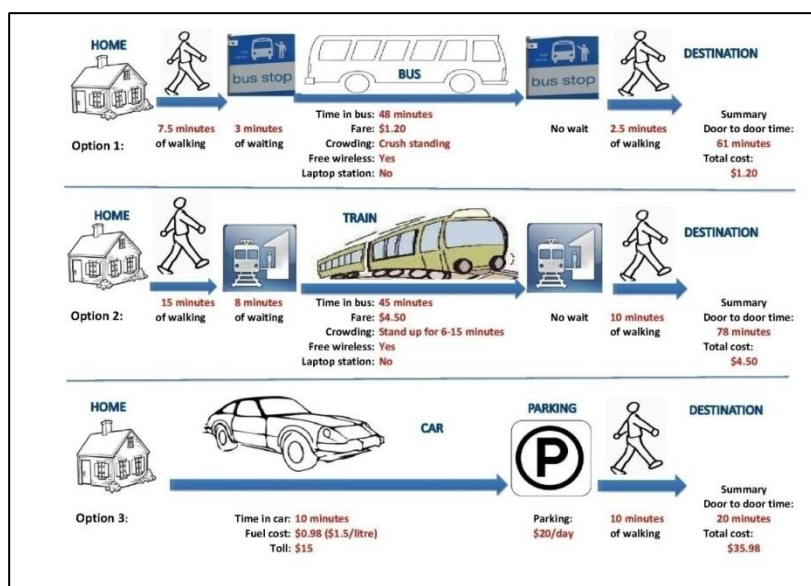 HOME
DESTINATION
bus stop
BUS
bus stop
Option 1:
7.5 minutes
of walking
3 minutes
of waiting
Time in bus: 48 minutes
Fare: $1.20
Crowding: Crush standing
Free wireless: Yes
Laptop station: No
No wait
2.5 minutes
of walking
Summary
Door to door time:
61 minutes
Total cost:
$1.20
HOME
TRAIN
DESTINATION
Option 2:
15 minutes
of walking
8 minutes
of waiting
Time in bus: 45 minutes
Fare: $4.50
Crowding: Stand up for 6-15 minutes
Free wireless: Yes
Laptop station: No
No wait
10 minutes
of walking
Summary
Door to door time:
78 minutes
Total cost:
$4.50
HOME
CAR
PARKING
DESTINATION
P
Option 3:
Time in car: 10 minutes
Fuel cost: $0.98 ($1.5/litre)
Toll: $15
Parking:
$20/day
10 minutes
of walking
Summary
Door to door time:
20 minutes
Total cost:
$35.98